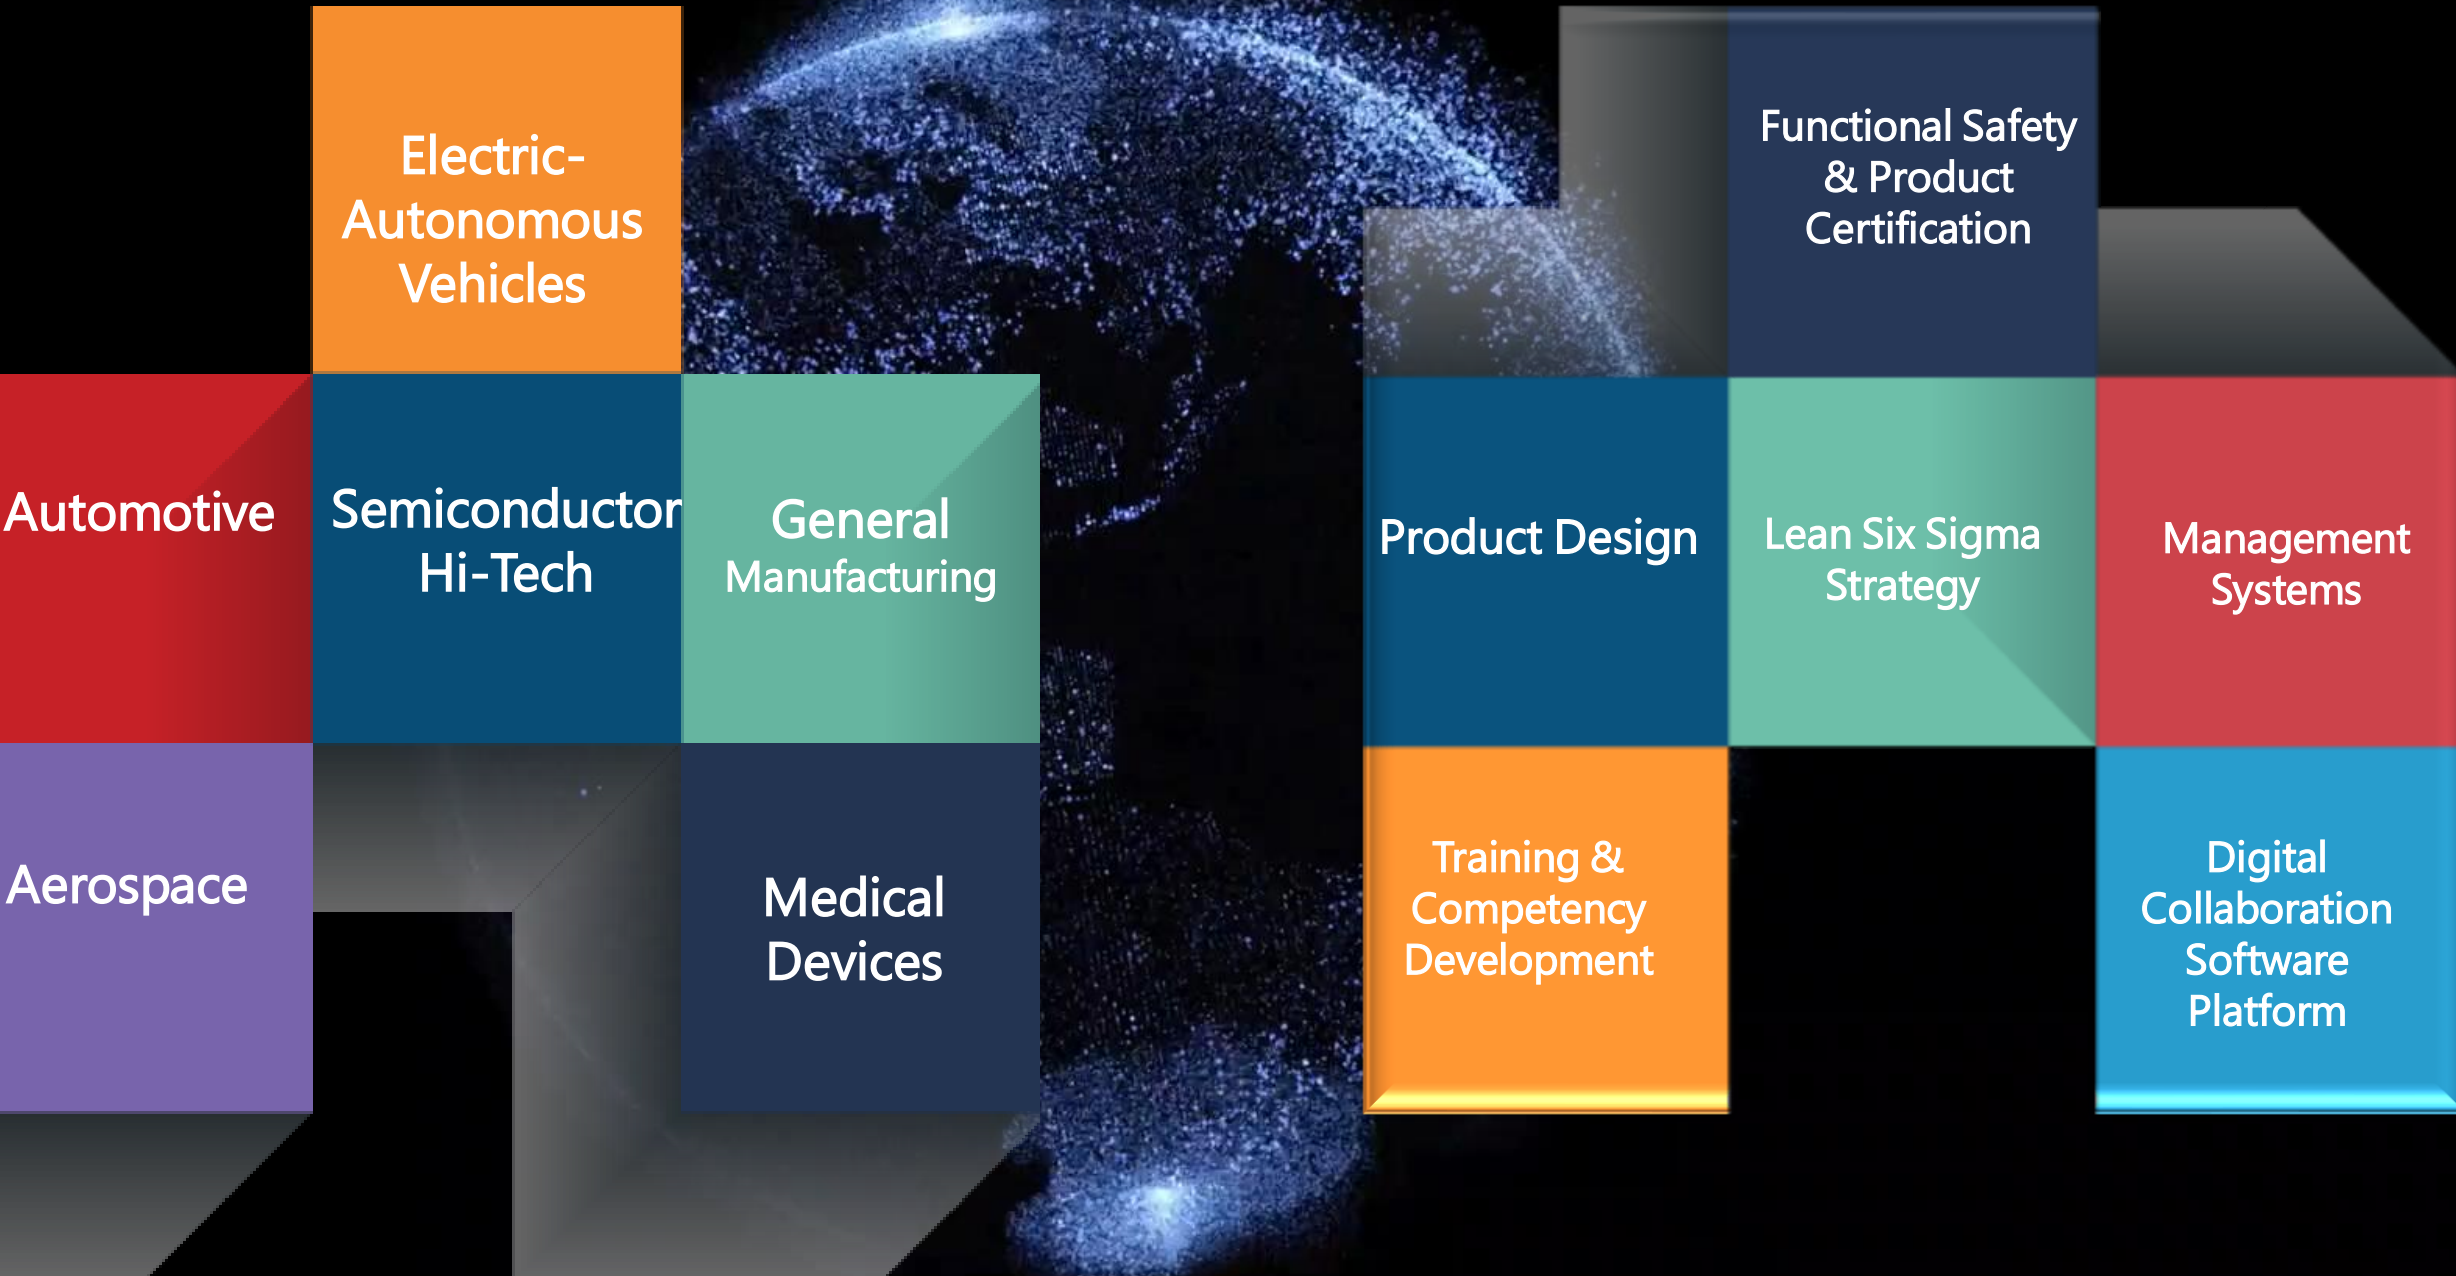 Electric-
Autonomous
Vehicles
Automotive
Semiconductor
Hi-Tech
General
Manufacturing
Aerospace
Medical
Devices
Functional Safety
& Product
Certification
Product Design
Lean Six Sigma
Strategy
Management
Systems
Training &
Competency
Development
Digital
Collaboration
Software
Platform